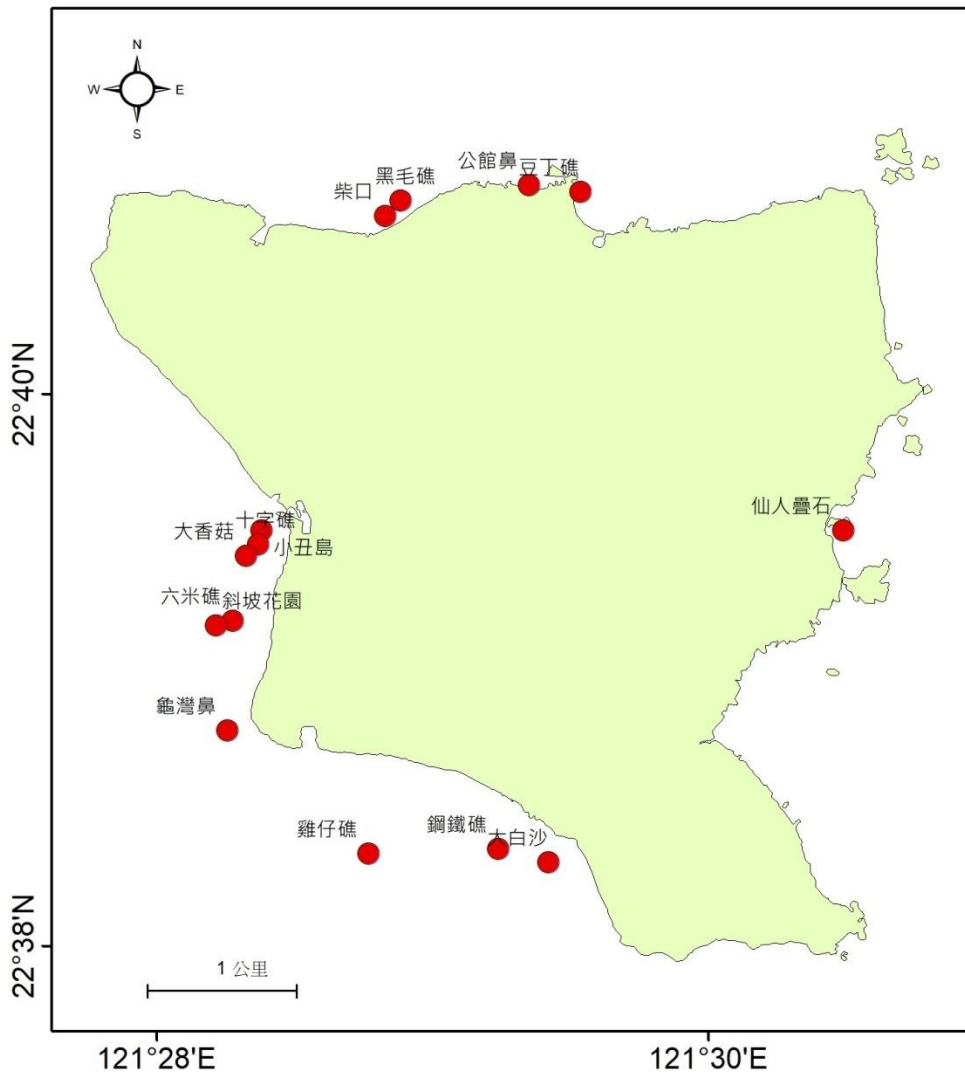 N
W E
S
公館鼻
豆丁礁
黑毛礁
柴口
22°40'N
仙人疊石
十字礁
大香菇
小丑島
六米礁
斜坡花園
龜灣鼻
鋼鐵礁
雞仔礁
大白沙
22°38'N
1 公里
121°28'E
121°30'E